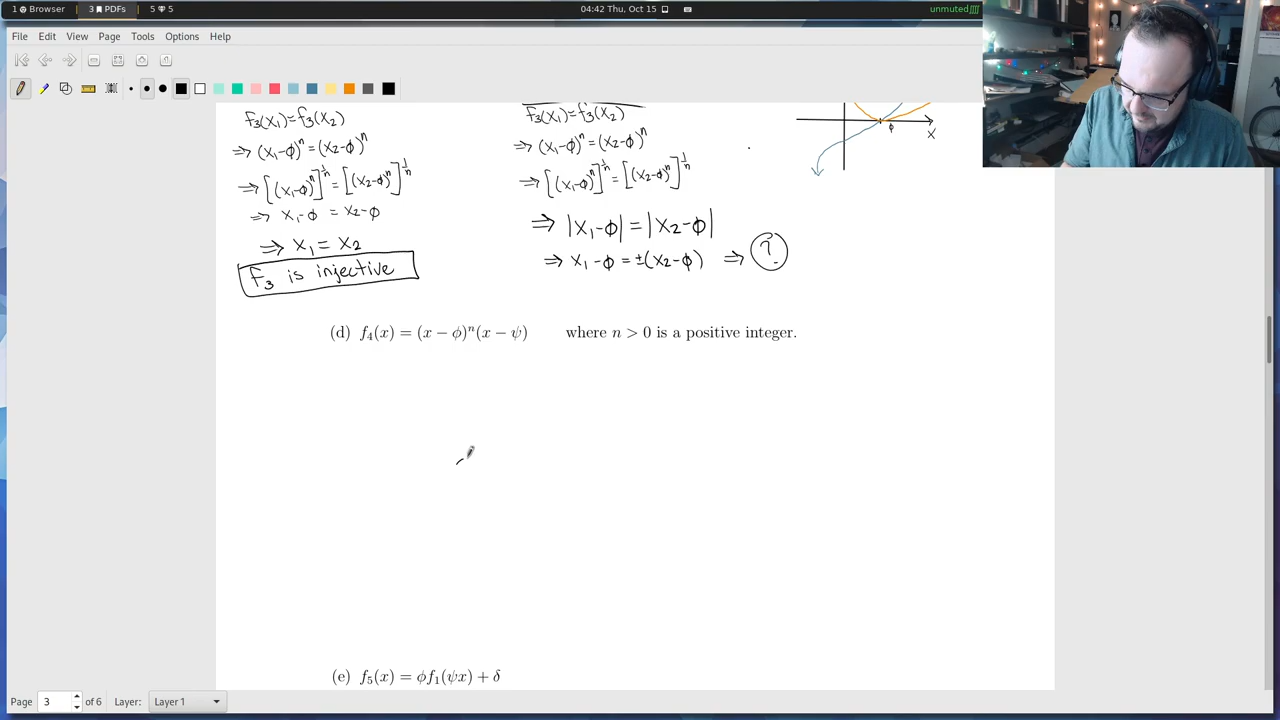 1 Browser 3 PDFs 5 5 04:42 Thu, Oct 15 unmuted
File Edit View Page Tools Options Help
f₃(x₁)=f₃(x₂)
⇒ (x₁-ϕ)ⁿ=(x₂-ϕ)ⁿ
⇒ [(x₁-ϕ)ⁿ]^(1/n)=[(x₂-ϕ)ⁿ]^(1/n)
⇒ x₁-ϕ = x₂-ϕ
⇒ x₁ = x₂
f₃ is injective
f₃(x₁)=f₃(x₂)
⇒ (x₁-ϕ)ⁿ=(x₂-ϕ)ⁿ
⇒ [(x₁-ϕ)ⁿ]^(1/n)=[(x₂-ϕ)ⁿ]^(1/n)
⇒ |x₁-ϕ|=|x₂-ϕ|
⇒ x₁-ϕ=±(x₂-ϕ) ⇒ ?
ϕ
x
(d) f₄(x) = (x − ϕ)ⁿ(x − ψ) where n > 0 is a positive integer.
(e) f₅(x) = ϕf₁(ψx) + δ
Page 3 of 6 Layer: Layer 1